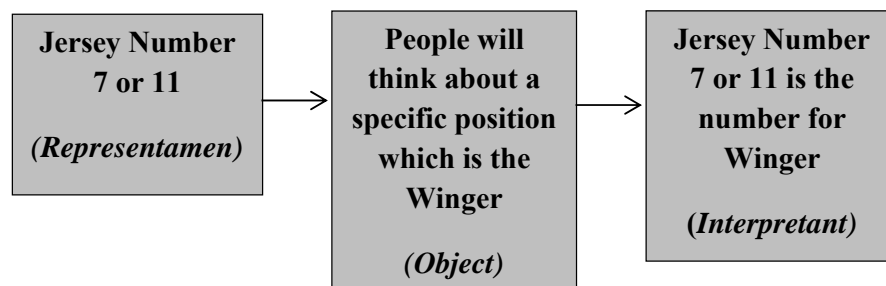 Jersey Number
7 or 11
(Representamen)
People will
think about a
specific position
which is the
Winger
(Object)
Jersey Number
7 or 11 is the
number for
Winger
(Interpretant)